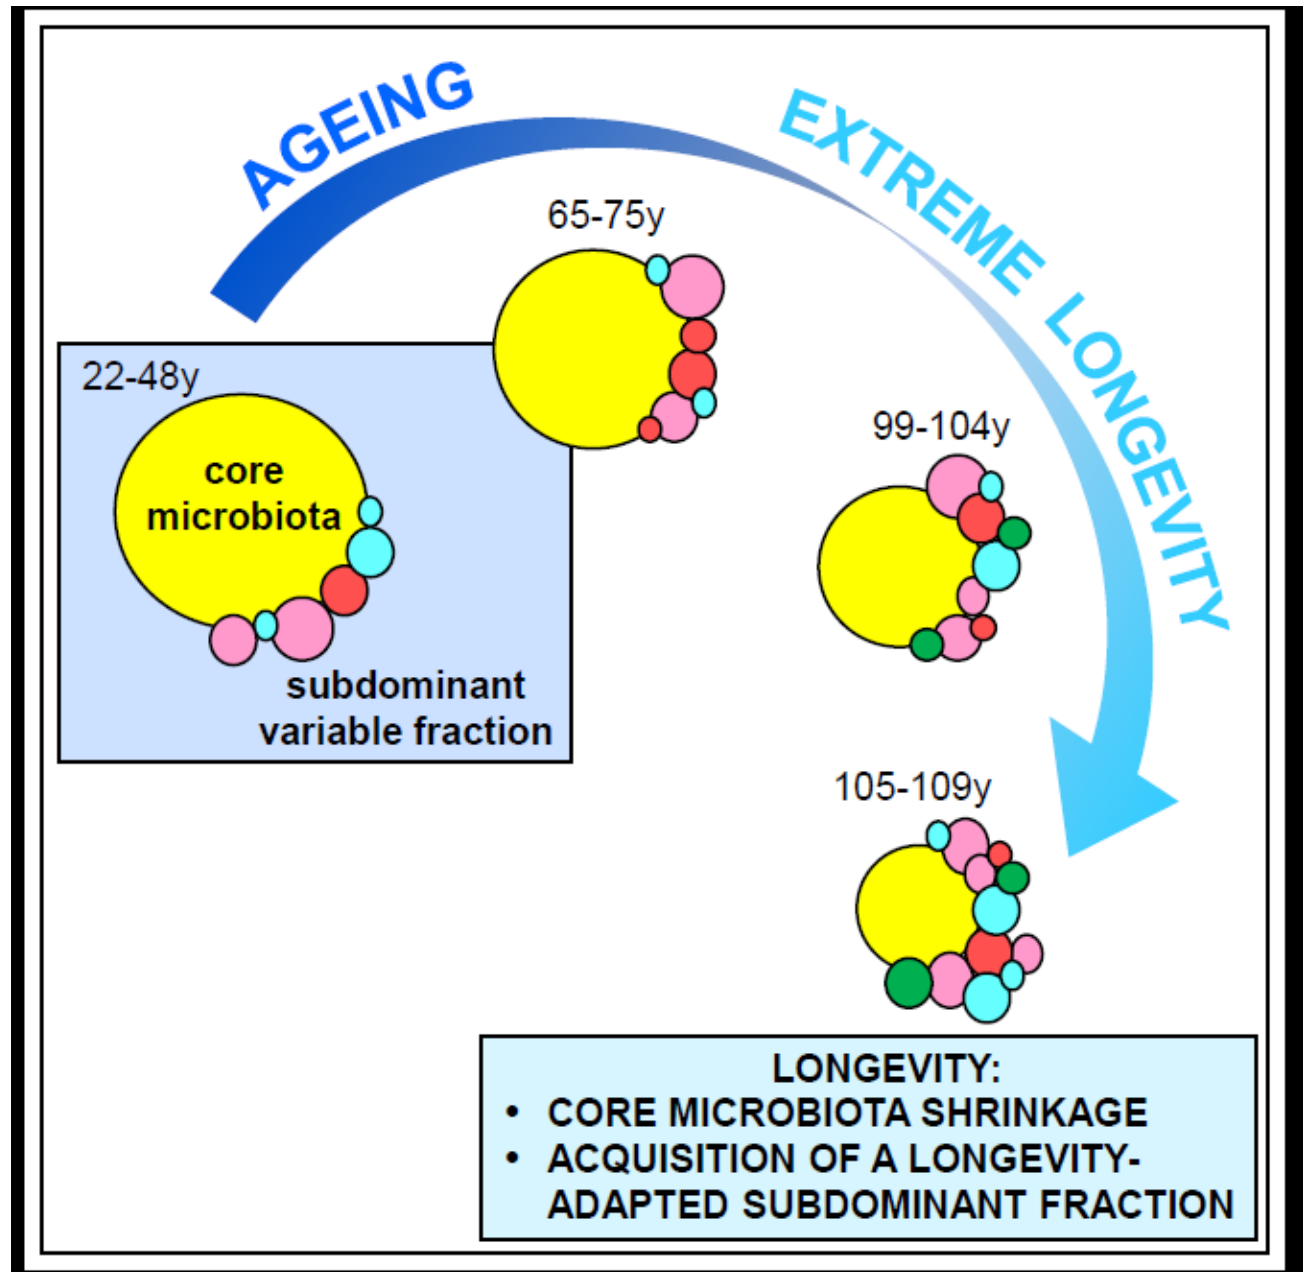 AGEING
EXTREME LONGEVITY
65-75y
22-48y
core
microbiota
subdominant
variable fraction
99-104y
105-109y
LONGEVITY:
• CORE MICROBIOTA SHRINKAGE
• ACQUISITION OF A LONGEVITY-
ADAPTED SUBDOMINANT FRACTION